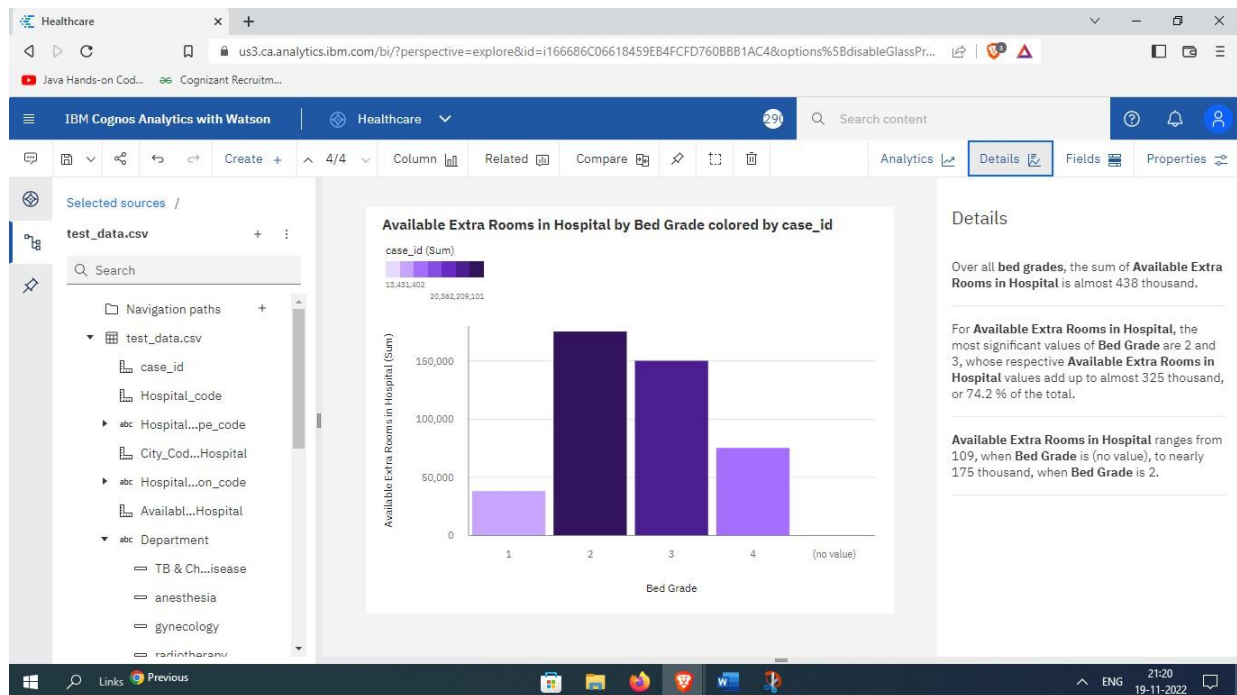 Healthcare
us3.ca.analytics.ibm.com/bi/?perspective=explore&id=i166686C06618459EB4FCFD760BBB1AC4&options%5BdisableGlassPr...
Java Hands-on Cod... Cognizant Recruitm...
IBM Cognos Analytics with Watson Healthcare 290 Search content
Create + 4/4 Column Related Compare Analytics Details Fields Properties
Selected sources /
test_data.csv
Search
Navigation paths +
test_data.csv
case_id
Hospital_code
abc Hospital...pe_code
City_Cod...Hospital
abc Hospital...on_code
Availabl...Hospital
abc Department
TB & Ch...isease
anesthesia
gynecology
radiotherapy
Available Extra Rooms in Hospital by Bed Grade colored by case_id
case_id (Sum)
13,431,402
20,362,209,101
Available Extra Rooms in Hospital (Sum)
150,000
100,000
50,000
0
1 2 3 4 (no value)
Bed Grade
Details
Over all bed grades, the sum of Available Extra
Rooms in Hospital is almost 438 thousand.
For Available Extra Rooms in Hospital, the
most significant values of Bed Grade are 2 and
3, whose respective Available Extra Rooms in
Hospital values add up to almost 325 thousand,
or 74.2 % of the total.
Available Extra Rooms in Hospital ranges from
109, when Bed Grade is (no value), to nearly
175 thousand, when Bed Grade is 2.
Links Previous
ENG
21:20
19-11-2022